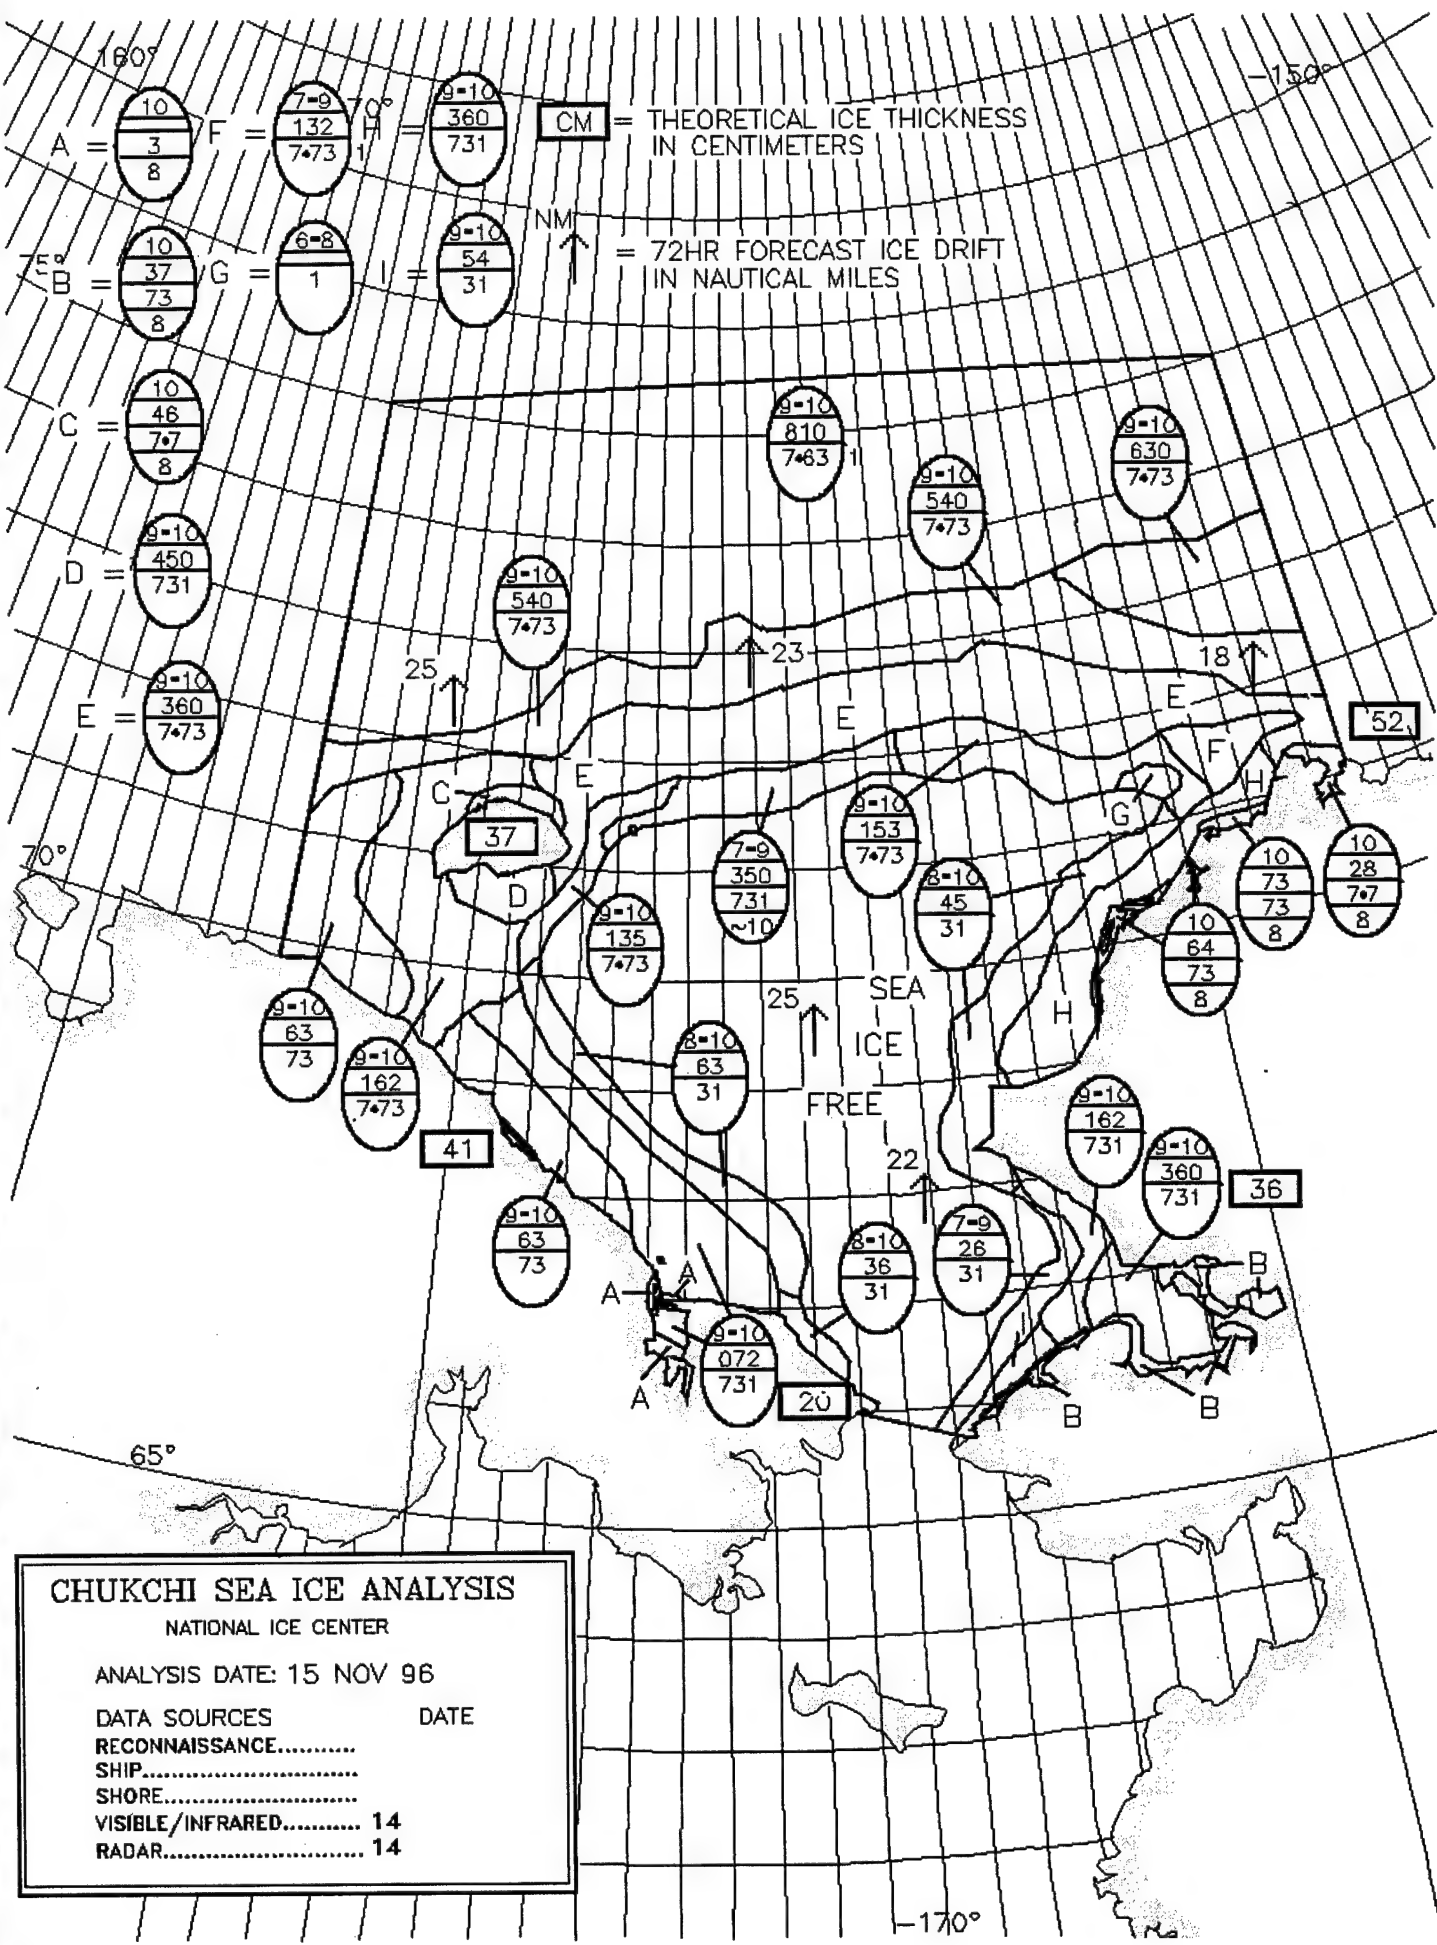 160°
-150°
A =
10
3
8
F =
7-9
132
7•73
1
70°
H =
9-10
360
731
CM = THEORETICAL ICE THICKNESS
IN CENTIMETERS
75°
B =
10
37
73
8
G =
6-8
1
I =
9-10
54
31
NM
= 72HR FORECAST ICE DRIFT
IN NAUTICAL MILES
C =
10
46
7•7
8
D =
9-10
450
731
E =
9-10
360
7•73
9-10
810
7•63
1
9-10
540
7•73
9-10
630
7•73
9-10
540
7•73
25
23
18
E
E
E
52
C
37
D
F
H
G
70°
7-9
350
731
~10
9-10
153
7•73
8-10
45
31
10
73
73
8
10
28
7•7
8
9-10
135
7•73
10
64
73
8
25
SEA
ICE
FREE
H
9-10
63
73
9-10
162
7•73
41
8-10
63
31
9-10
162
731
9-10
360
731
36
22
9-10
63
73
8-10
36
31
7-9
26
31
A
A
A
B
B
B
I
9-10
072
731
20
65°
CHUKCHI SEA ICE ANALYSIS
NATIONAL ICE CENTER
ANALYSIS DATE: 15 NOV 96
DATA SOURCES DATE
RECONNAISSANCE...........
SHIP............................
SHORE.........................
VISIBLE/INFRARED........... 14
RADAR............................ 14
-170°